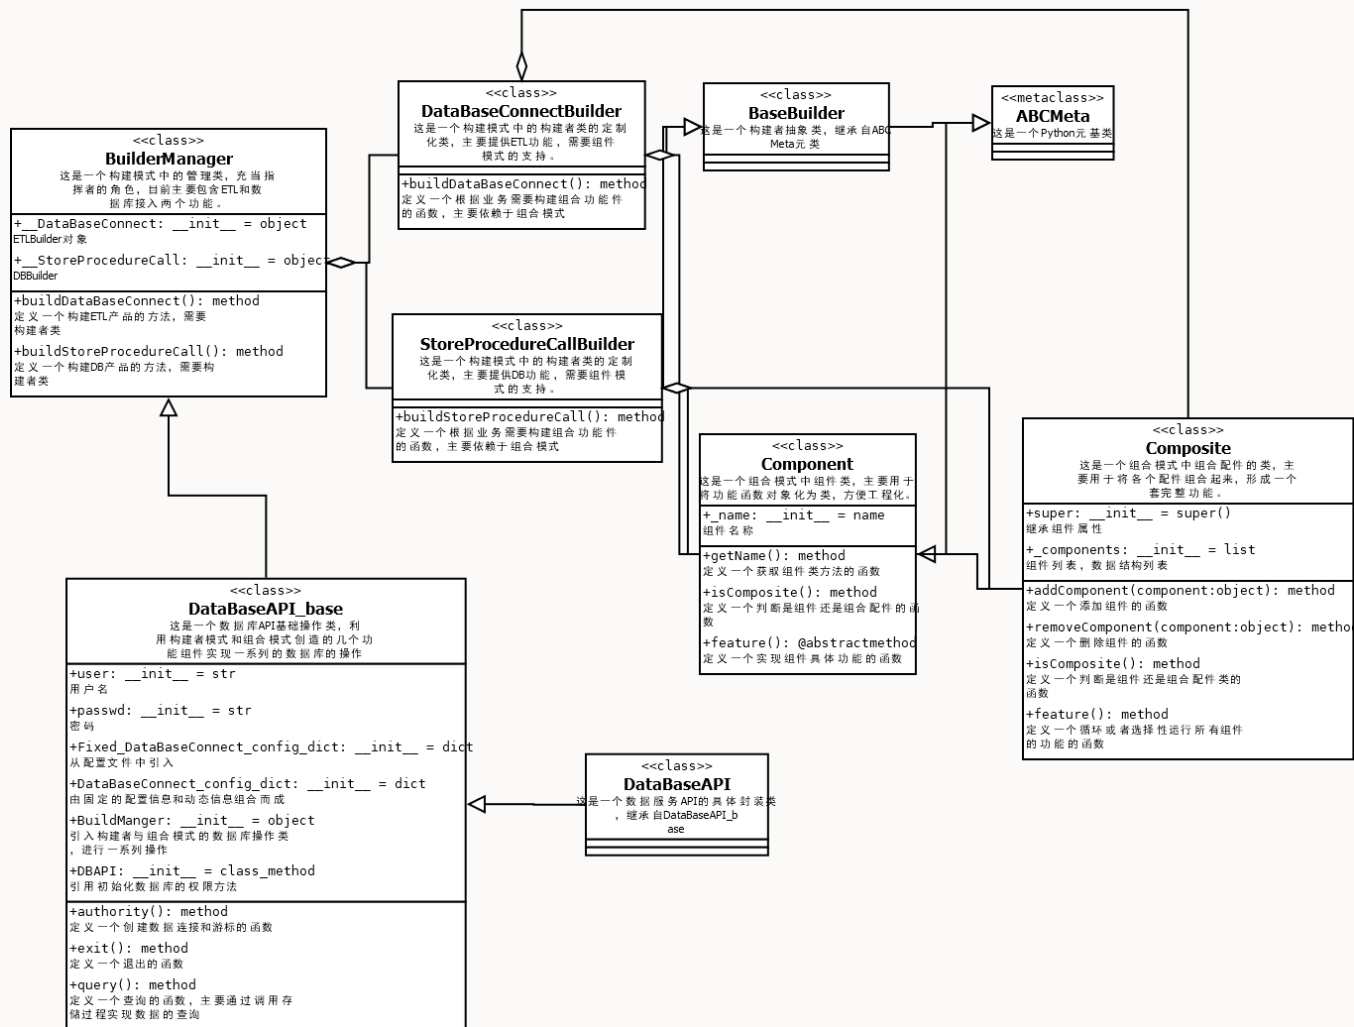 <<class>>
BuilderManager
这是一个构建模式中的管理类，充当指
挥者的角色，目前主要包含ETL和数
据库接入两个功能。
+__DataBaseConnect: __init__ = object
ETLBuilder对象
+__StoreProcedureCall: __init__ = object
DBBuilder
+buildDataBaseConnect(): method
定义一个构建ETL产品的方法，需要
构建者类
+buildStoreProcedureCall(): method
定义一个构建DB产品的方法，需要构
建者类
<<class>>
DataBaseConnectBuilder
这是一个构建模式中的构建者类的定制
化类，主要提供ETL功能，需要组件
模式的支持。
+buildDataBaseConnect(): method
定义一个根据业务需要构建组合功能件
的函数，主要依赖于组合模式
<<class>>
BaseBuilder
这是一个构建者抽象类，继承自ABC
Meta元类
<<metaclass>>
ABCMeta
这是一个Python元基类
<<class>>
StoreProcedureCallBuilder
这是一个构建模式中的构建者类的定制
化类，主要提供DB功能，需要组件模
式的支持。
+buildStoreProcedureCall(): method
定义一个根据业务需要构建组合功能件
的函数，主要依赖于组合模式
<<class>>
Component
这是一个组合模式中组件类，主要用于
将功能函数对象化为类，方便工程化。
+_name: __init__ = name
组件名称
+getName(): method
定义一个获取组件类方法的函数
+isComposite(): method
定义一个判断是组件还是组合配件的函
数
+feature(): @abstractmethod
定义一个实现组件具体功能的函数
<<class>>
Composite
这是一个组合模式中组合配件的类，主
要用于将各个配件组合起来，形成一个
套完整功能。
+super: __init__ = super()
继承组件属性
+_components: __init__ = list
组件列表，数据结构列表
+addComponent(component:object): method
定义一个添加组件的函数
+removeComponent(component:object): method
定义一个删除组件的函数
+isComposite(): method
定义一个判断是组件还是组合配件类的
函数
+feature(): method
定义一个循环或者选择性运行所有组件
的功能的函数
<<class>>
DataBaseAPI_base
这是一个数据库API基础操作类，利
用构建者模式和组合模式创造的几个功
能组件实现一系列的数据库的操作
+user: __init__ = str
用户名
+passwd: __init__ = str
密码
+Fixed_DataBaseConnect_config_dict: __init__ = dict
从配置文件中引入
+DataBaseConnect_config_dict: __init__ = dict
由固定的配置信息和动态信息组合而成
+BuildManger: __init__ = object
引入构建者与组合模式的数据库操作类
，进行一系列操作
+DBAPI: __init__ = class_method
引用初始化数据库的权限方法
+authority(): method
定义一个创建数据连接和游标的函数
+exit(): method
定义一个退出的函数
+query(): method
定义一个查询的函数，主要通过调用存
储过程实现数据的查询
<<class>>
DataBaseAPI
这是一个数据服务API的具体封装类
，继承自DataBaseAPI_b
ase